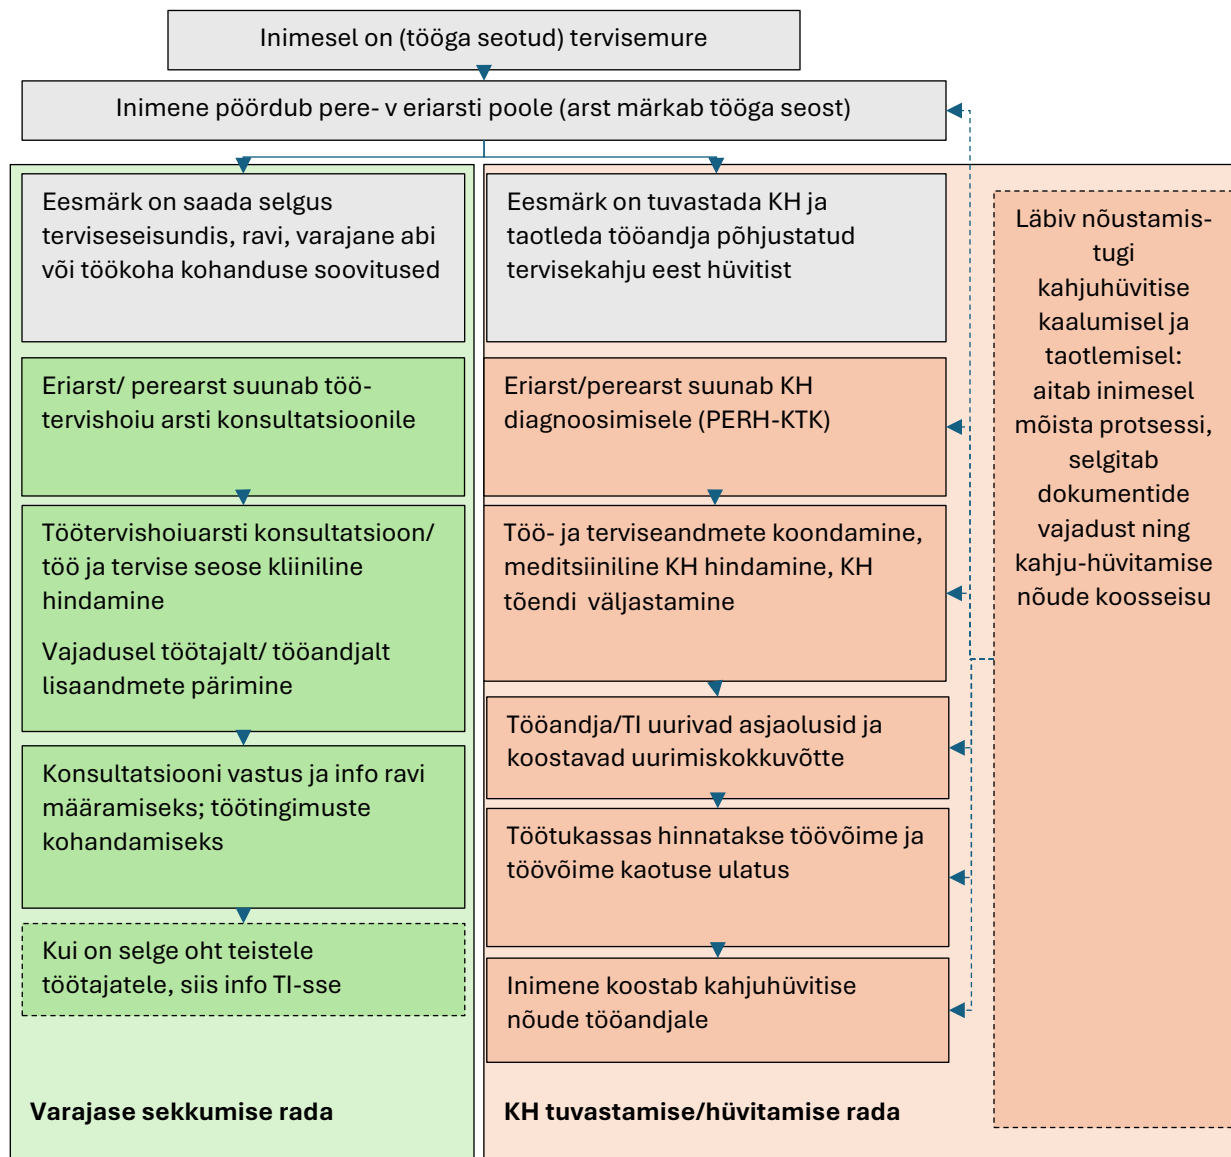 Inimesel on (tööga seotud) tervisemure
Inimene pöördub pere- v eriarsti poole (arst märkab tööga seost)
Eesmärk on saada selgus
terviseseisundis, ravi, varajane abi
või töökoha kohanduse soovitused
Eriarst/ perearst suunab töö-
tervishoiu arsti konsultatsioonile
Töötervishoiuarsti konsultatsioon/
töö ja tervise seose kliiniline
hindamine
Vajadusel töötajalt/ tööandjalt
lisaandmete pärimine
Konsultatsiooni vastus ja info ravi
määramiseks; töötingimuste
kohandamiseks
Kui on selge oht teistele
töötajatele, siis info TI-sse
Varajase sekkumise rada
Eesmärk on tuvastada KH ja
taotleda tööandja põhjustatud
tervisekahju eest hüvitist
Eriarst/perearst suunab KH
diagnoosimisele (PERH-KTK)
Töö- ja terviseandmete koondamine,
meditsiiniline KH hindamine, KH
tõendi  väljastamine
Tööandja/TI uurivad asjaolusid ja
koostavad uurimiskokkuvõtte
Töötukassas hinnatakse töövõime ja
töövõime kaotuse ulatus
Inimene koostab kahjuhüvitise
nõude tööandjale
KH tuvastamise/hüvitamise rada
Läbiv nõustamis-
tugi
kahjuhüvitise
kaalumisel ja
taotlemisel:
aitab inimesel
mõista protsessi,
selgitab
dokumentide
vajadust ning
kahju-hüvitamise
nõude koosseisu